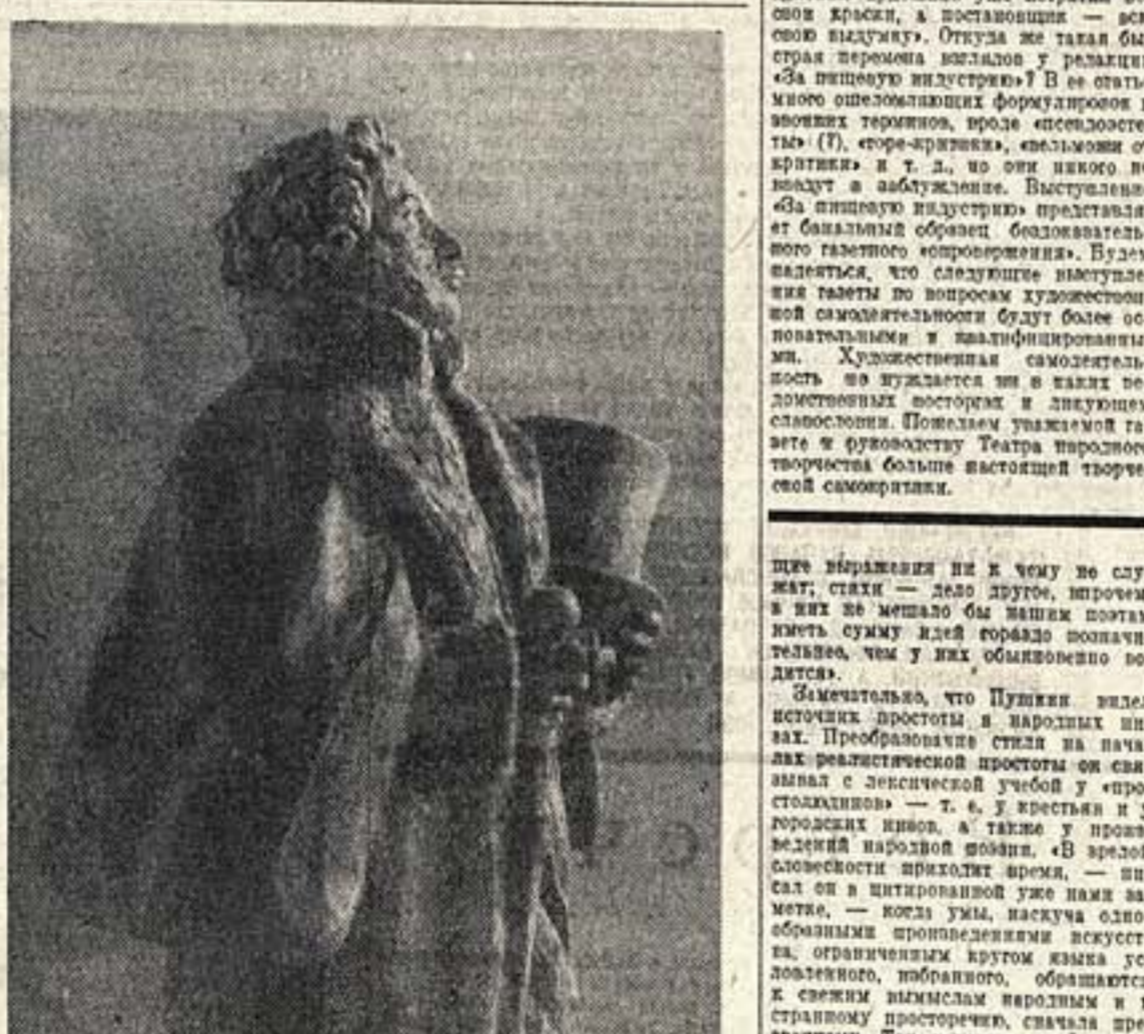 свои краски, а постановщик — всю
свою выдумку». Откуда же такая бы-
страя перемена взглядов у редакции
«За пищевую индустрию»? В ее статье
много ошеломляющих формулировок и
звонких терминов, вроде «псевдоэсте-
ты» (?), «горе-критики», «вельможи от
критики» и т. д., но они никого не
введут в заблуждение. Выступление
«За пищевую индустрию» представля-
ет банальный образец бездоказатель-
ного газетного «опровержения». Будем
надеяться, что следующие выступле-
ния газеты по вопросам художествен-
ной самодеятельности будут более ос-
новательными и квалифицированны-
ми. Художественная самодеятель-
ность не нуждается ни в каких ве-
домственных восторгах и ликующем
славословии. Пожелаем уважаемой га-
зете и руководству Театра народного
творчества больше настоящей творче-
ской самокритики.
щие выражения ни к чему не слу-
жат; стихи — дело другое, впрочем
в них не мешало бы нашим поэтам
иметь сумму идей гораздо позначи-
тельнее, чем у них обыкновенно во-
дится».
Замечательно, что Пушкин видел
источник простоты в народных ни-
зах. Преобразование стиля на нача-
лах реалистической простоты он свя-
зывал с лексической учебой у «про-
столюдинов» — т. е. у крестьян и у
городских низов, а также у произ-
ведений народной поэзии. «В зрелой
словесности приходит время, — пи-
сал он в цитированной уже нами за-
метке, — когда умы, наскуча одно-
образными произведениями искусст-
ва, ограниченным кругом языка ус-
ловленного, избранного, обращаются
к свежим вымыслам народным и к
странному просторечию, сначала пре-